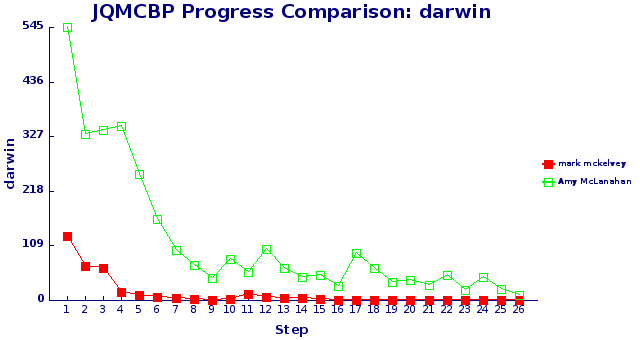 JQMCBP Progress Comparison: darwin
545
436
327
218
109
0
darwin
1 2 3 4 5 6 7 8 9 10 11 12 13 14 15 16 17 18 19 20 21 22 23 24 25 26
Step
mark mckelvey
Amy McLanahan